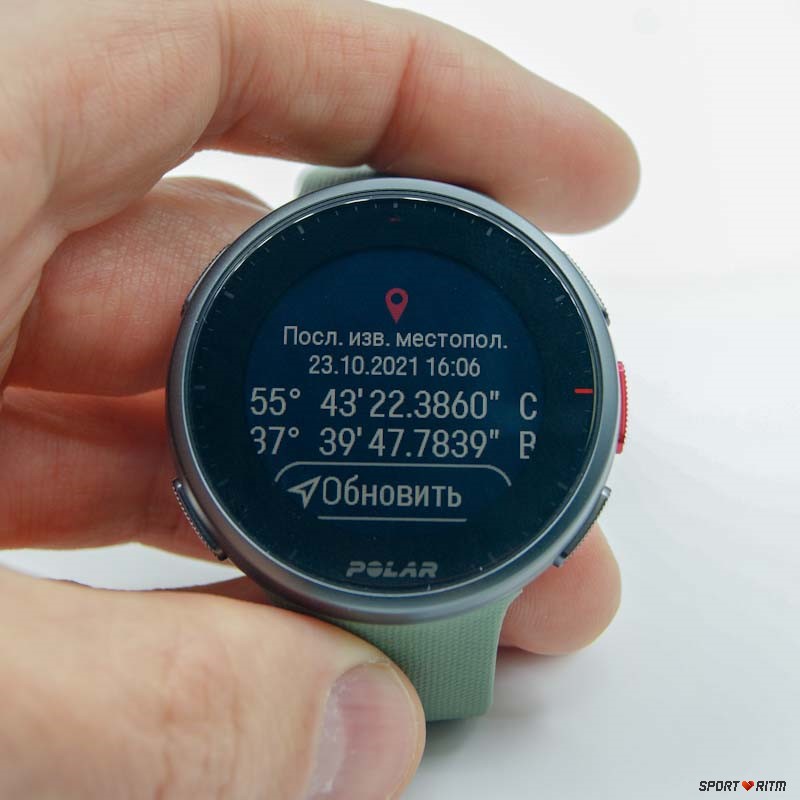 Посл. изв. местопол.
23.10.2021 16:06
55° 43'22.3860" С
37° 39'47.7839" В
Обновить
POLAR
SPORT RITM